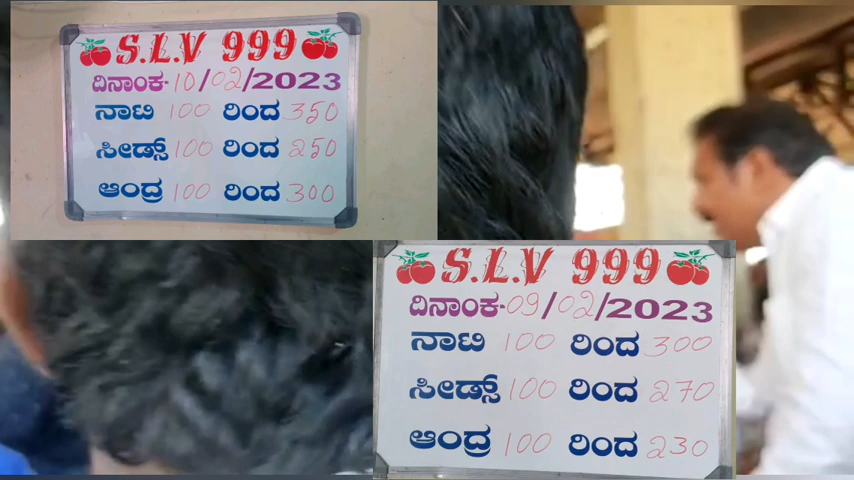 S.L.V 999
ದಿನಾಂಕ-10/02/2023
ನಾಟಿ 100 ರಿಂದ 350
ಸೀಡ್ಸ್ 100 ರಿಂದ 250
ಆಂದ್ರ 100 ರಿಂದ 300
S.L.V 999
ದಿನಾಂಕ-09/02/2023
ನಾಟಿ 100 ರಿಂದ 300
ಸೀಡ್ಸ್ 100 ರಿಂದ 270
ಆಂದ್ರ 100 ರಿಂದ 230